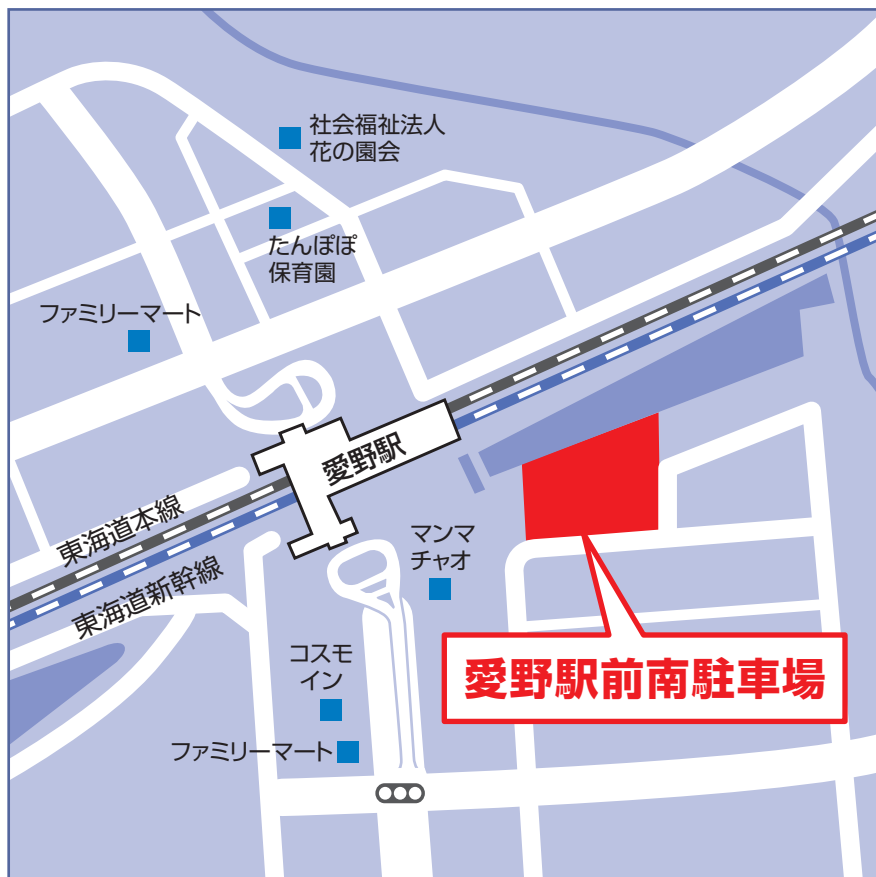 社会福祉法人
花の園会
たんぽぽ
保育園
ファミリーマート
愛野駅
東海道本線
東海道新幹線
マンマ
チャオ
コスモ
イン
ファミリーマート
愛野駅前南駐車場